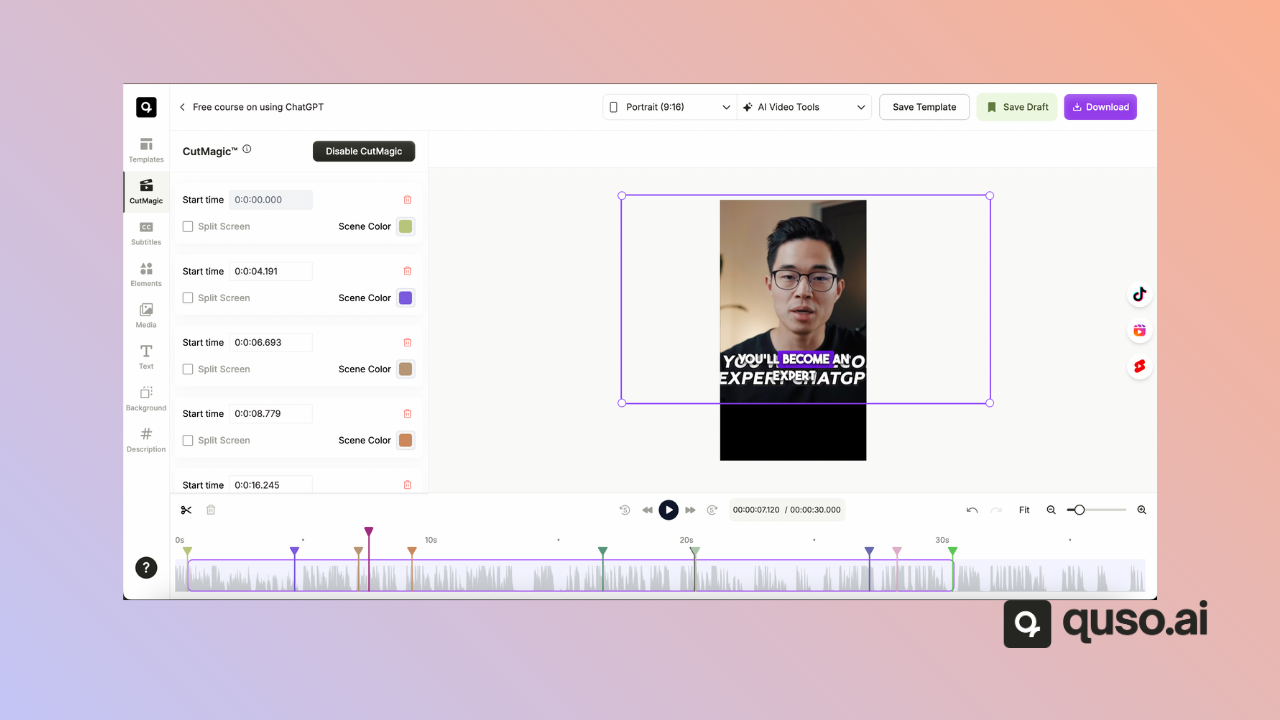 Free course on using ChatGPT
Portrait (9:16)
AI Video Tools
Save Template
Save Draft
Download
Templates
CutMagic
Subtitles
Elements
Media
Text
Background
Description
CutMagic™
Disable CutMagic
Start time 0:0:00.000
Split Screen Scene Color
Start time 0:0:04.191
Split Screen Scene Color
Start time 0:0:06.693
Split Screen Scene Color
Start time 0:0:08.779
Split Screen Scene Color
Start time 0:0:16.245
YOU'LL BECOME AN
EXPERT
EXPERT CHATGP
00:00:07.120 / 00:00:30.000
Fit
0s 10s 20s 30s
?
quso.ai